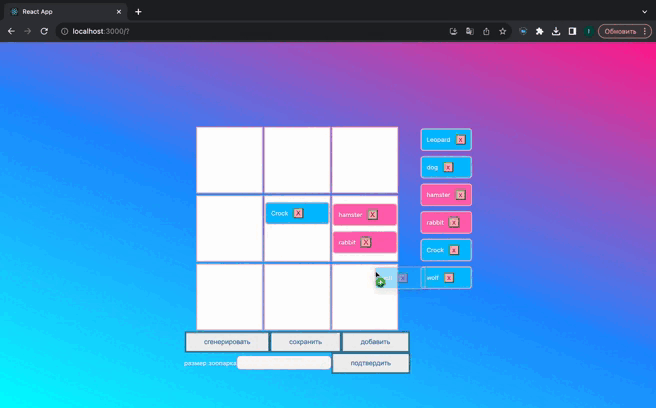 React App
localhost:3000/?
Обновить
Leopard X
dog X
hamster X
rabbit X
Crock X
wolf X
Crock X
hamster X
rabbit X
сгенерировать сохранить добавить
размер зоопарка подтвердить